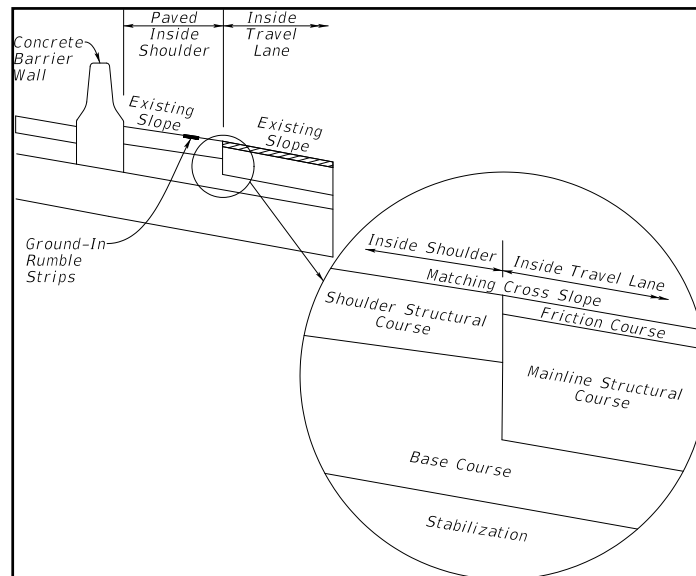 Paved
Inside
Shoulder
Inside
Travel
Lane
Concrete
Barrier
Wall
Existing
Slope
Existing
Slope
Ground-In
Rumble
Strips
Inside Shoulder
Inside Travel Lane
Matching Cross Slope
Shoulder Structural
Course
Friction Course
Mainline Structural
Course
Base Course
Stabilization